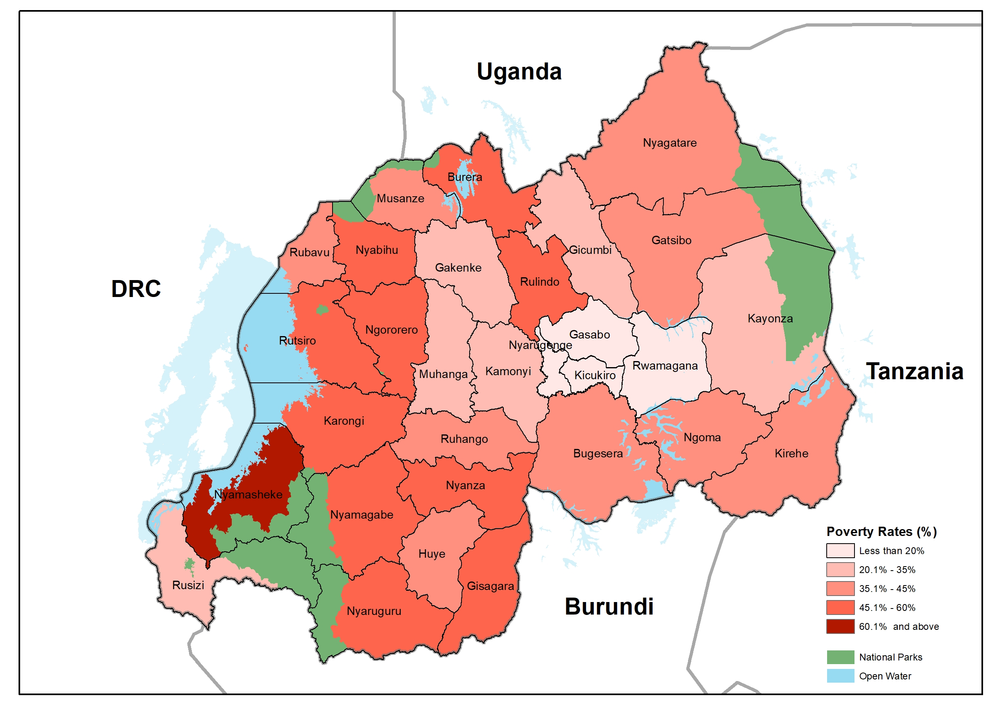 Uganda
Nyagatare
Burera
Musanze
Gatsibo
Rubavu
Nyabihu
Gicumbi
Gakenke
Rulindo
DRC
Kayonza
Ngororero
Gasabo
Rutsiro
Nyarugenge
Rwamagana
Tanzania
Muhanga
Kamonyi
Kicukiro
Karongi
Ruhango
Ngoma
Bugesera
Kirehe
Nyanza
Nyamasheke
Nyamagabe
Huye
Rusizi
Gisagara
Nyaruguru
Burundi
Poverty Rates (%)
Less than 20%
20.1% - 35%
35.1% - 45%
45.1% - 60%
60.1% and above
National Parks
Open Water